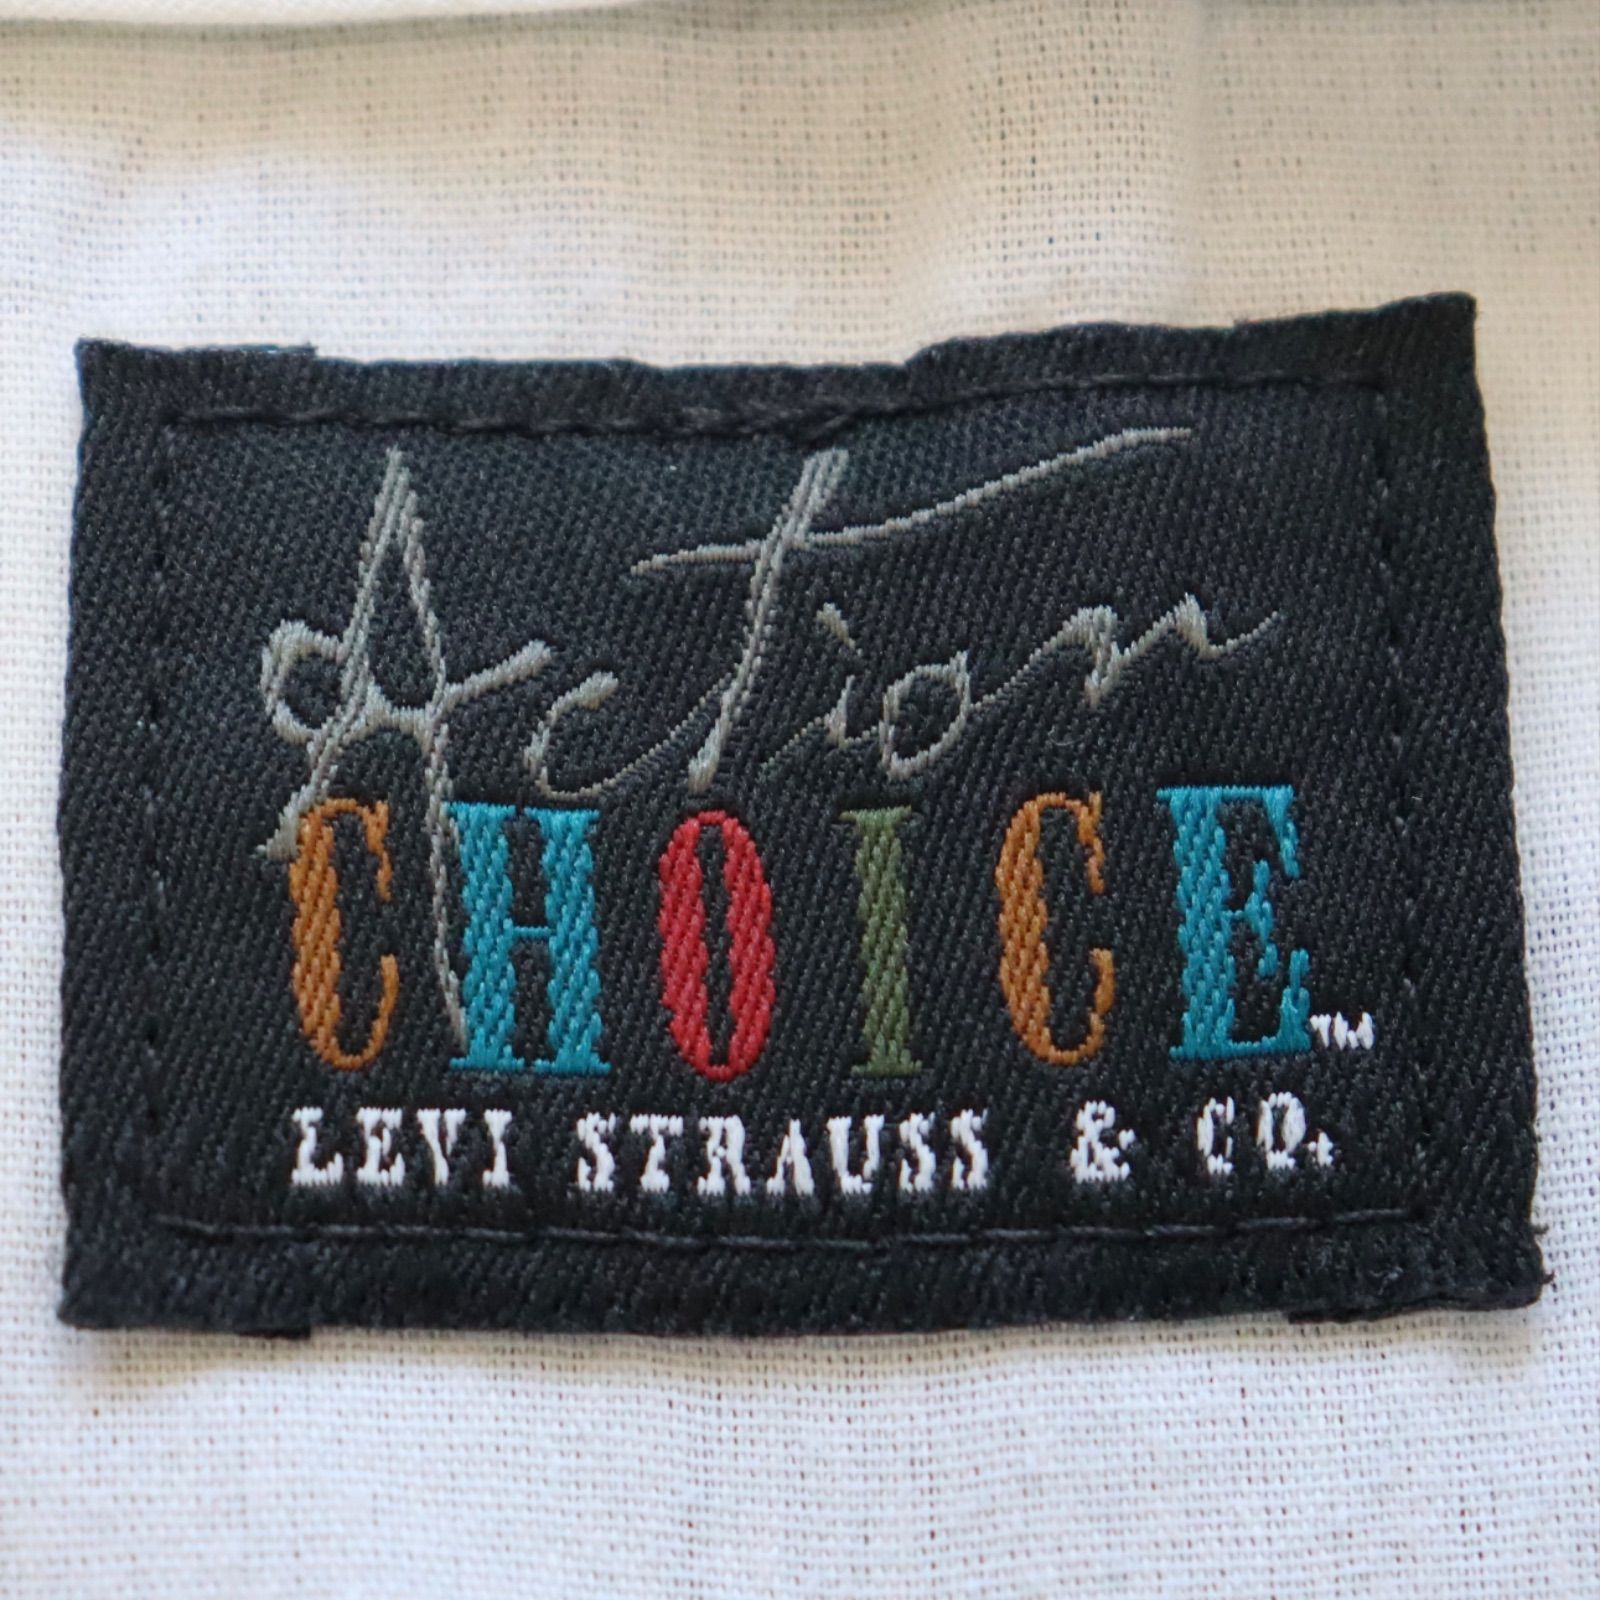 Action
CHOICE™
LEVI STRAUSS & CO.